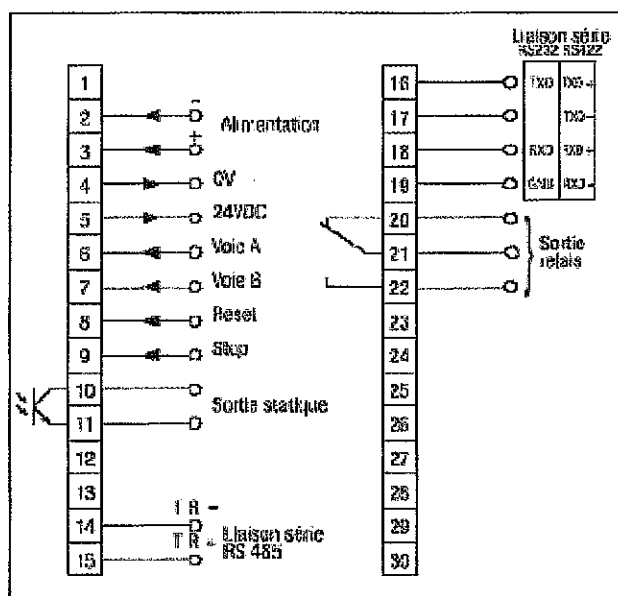 Liaison série
RS232 RS422
1
2 - Alimentation
3 +
4 0V
5 24VDC
6 Voie A
7 Voie B
8 Reset
9 Stop
10
11 Sortie statique
12
13
14 T R -
Liaison série
15 T R +
RS 485
16 TXD TXD+
17 TXD-
18 RXD RXD+
19 GND RXD-
20
21 Sortie
relais
22
23
24
25
26
27
28
29
30